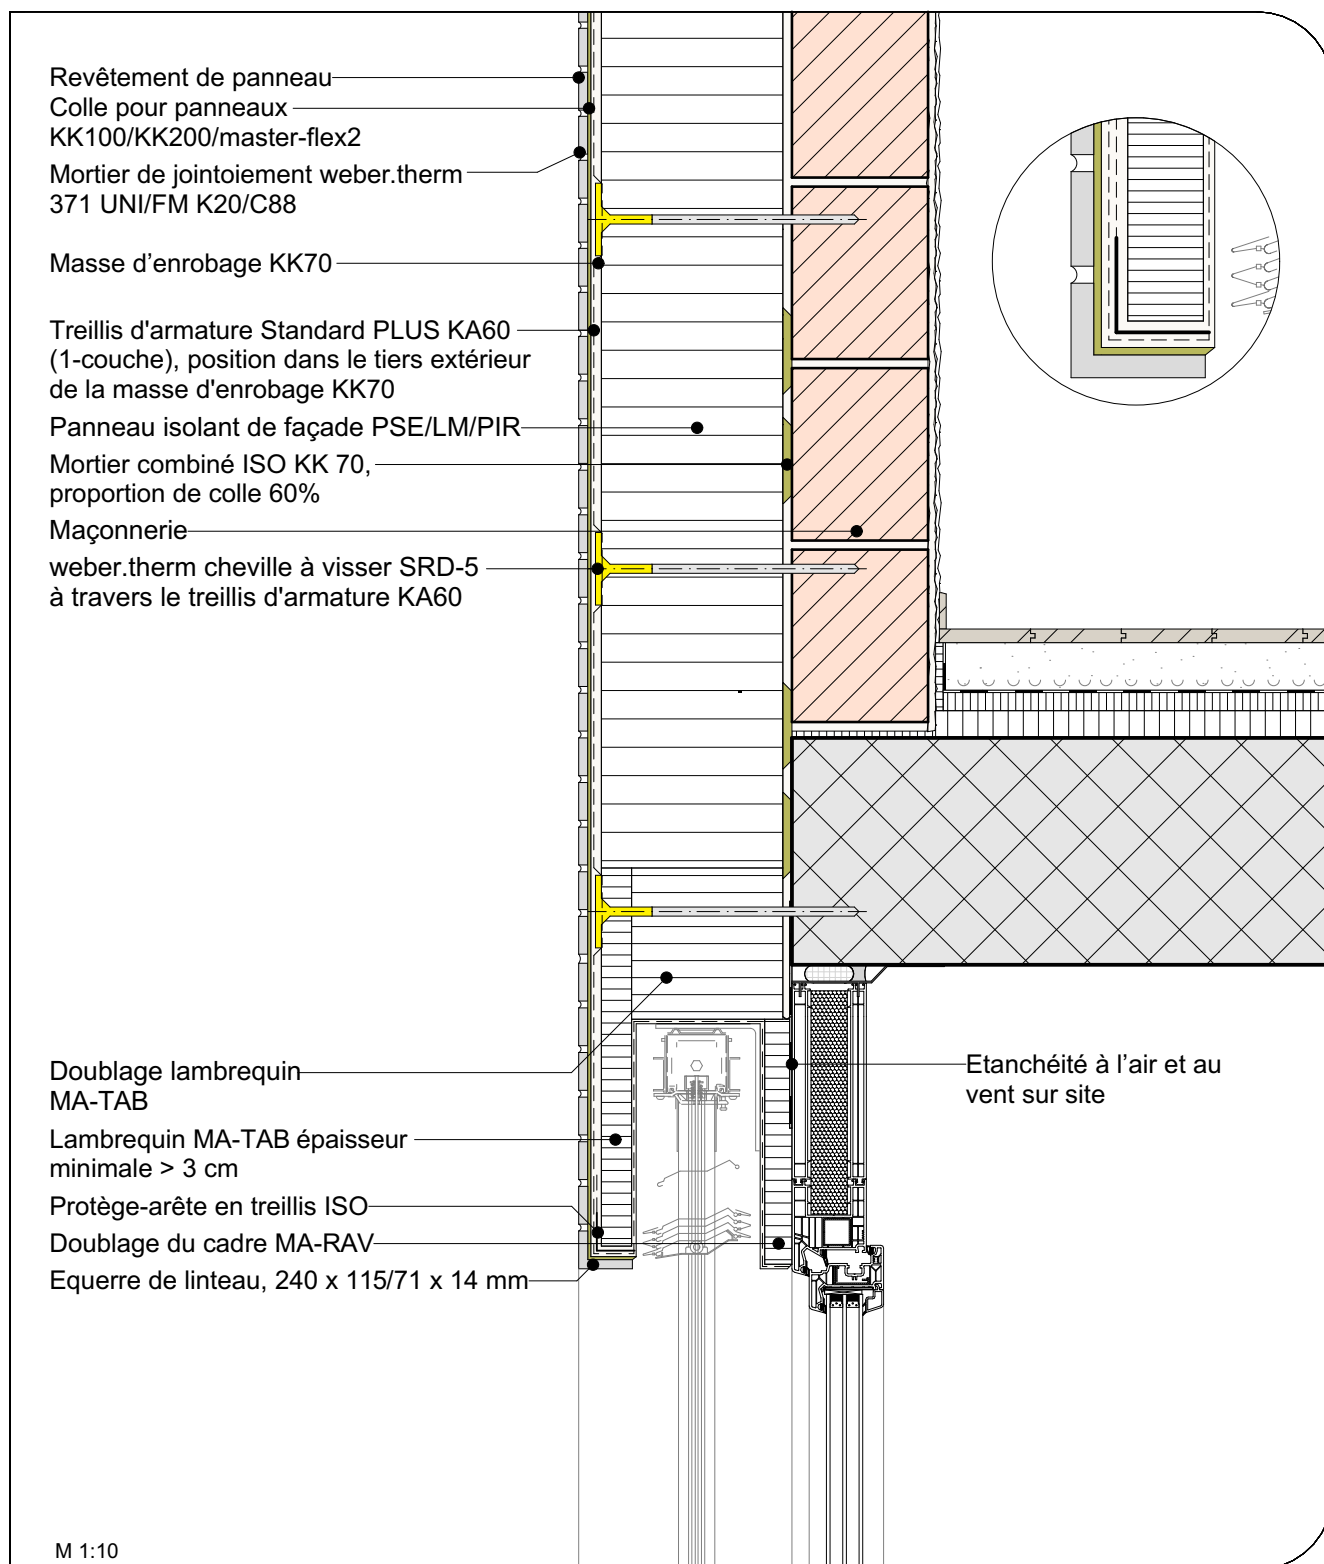 Revêtement de panneau
Colle pour panneaux
KK100/KK200/master-flex2
Mortier de jointoiement weber.therm
371 UNI/FM K20/C88
Masse d’enrobage KK70
Treillis d'armature Standard PLUS KA60
(1-couche), position dans le tiers extérieur
de la masse d'enrobage KK70
Panneau isolant de façade PSE/LM/PIR
Mortier combiné ISO KK 70,
proportion de colle 60%
Maçonnerie
weber.therm cheville à visser SRD-5
à travers le treillis d'armature KA60
Doublage lambrequin
MA-TAB
Lambrequin MA-TAB épaisseur
minimale > 3 cm
Protège-arête en treillis ISO
Doublage du cadre MA-RAV
Equerre de linteau, 240 x 115/71 x 14 mm
Etanchéité à l’air et au
vent sur site
M 1:10